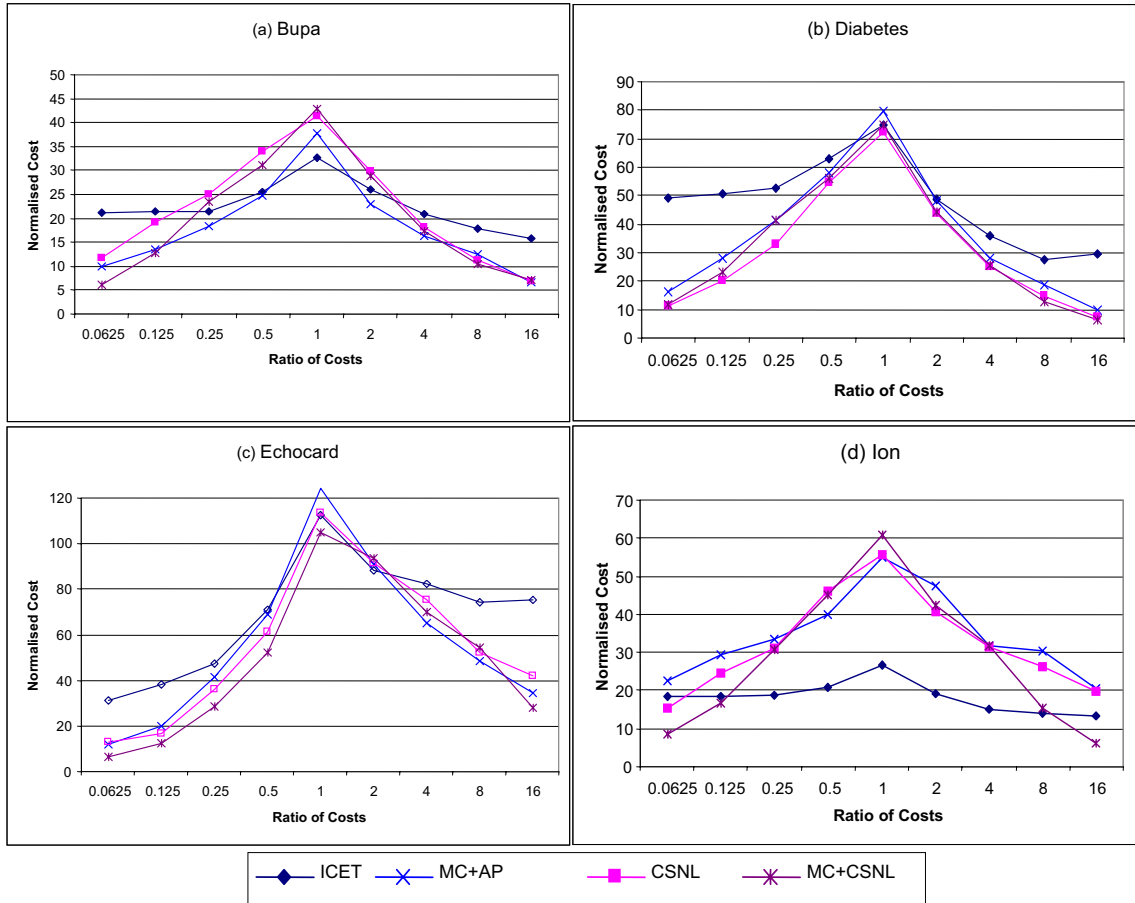 (a) Bupa
50
45
40
35
30
25
20
15
10
5
0
Normalised Cost
0.0625 0.125 0.25 0.5 1 2 4 8 16
Ratio of Costs
(b) Diabetes
90
80
70
60
50
40
30
20
10
0
Normalised Cost
0.0625 0.125 0.25 0.5 1 2 4 8 16
Ratio of Costs
(c) Echocard
120
100
80
60
40
20
0
Normalised Cost
0.0625 0.125 0.25 0.5 1 2 4 8 16
Ratio of Costs
(d) Ion
70
60
50
40
30
20
10
0
Normalised Cost
0.0625 0.125 0.25 0.5 1 2 4 8 16
Ratio of Costs
ICET MC+AP CSNL MC+CSNL